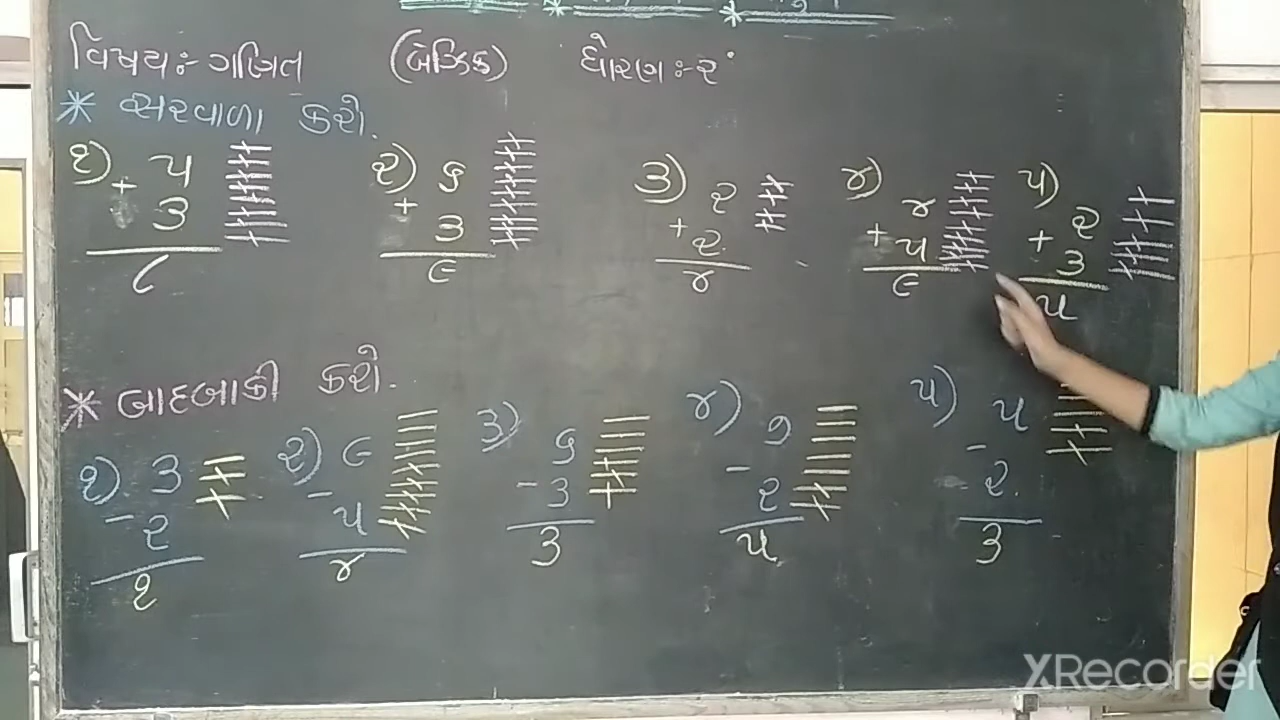 વિષય:- ગણિત (બેઝિક) ધોરણ:- ૨
* સરવાળા કરો.
૧) ૫ ૨) ૬ ૩) ૨ ૪) ૪ ૫) ૨
+ ૩ + ૩ + ૨ + ૫ + ૩
૮ ૯ ૪ ૯ ૫
* બાદબાકી કરો.
૧) ૩ ૨) ૯ ૩) ૬ ૪) ૭ ૫) ૫
- ૨ - ૫ - ૩ - ૨ - ૨
૧ ૪ ૩ ૫ ૩
XRecorder